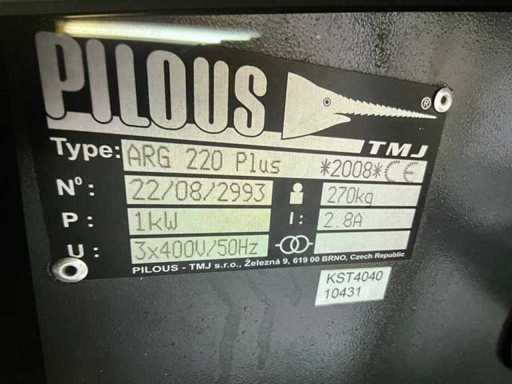 PILOUS
®
TMJ
Type: ARG 220 Plus *2008* CE
N°: 22/08/2993 270kg
P: 1kW I: 2.8A
U: 3x400V/50Hz
PILOUS - TMJ s.r.o., Železná 9, 619 00 BRNO, Czech Republic
KST4040
10431